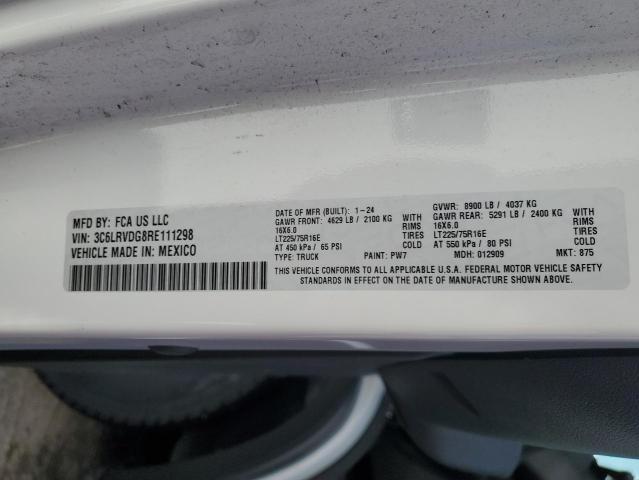 MFD BY: FCA US LLC
VIN: 3C6LRVDG8RE111298
VEHICLE MADE IN: MEXICO
DATE OF MFR (BUILT): 1-24
GAWR FRONT: 4629 LB / 2100 KG WITH
16X6.0 RIMS
LT225/75R16E TIRES
AT 450 kPa / 65 PSI COLD
TYPE: TRUCK PAINT: PW7
GVWR: 8900 LB / 4037 KG
GAWR REAR: 5291 LB / 2400 KG WITH
16X6.0 RIMS
LT225/75R16E TIRES
AT 550 kPa / 80 PSI COLD
MDH: 012909 MKT: 875
THIS VEHICLE CONFORMS TO ALL APPLICABLE U.S.A. FEDERAL MOTOR VEHICLE SAFETY
STANDARDS IN EFFECT ON THE DATE OF MANUFACTURE SHOWN ABOVE.